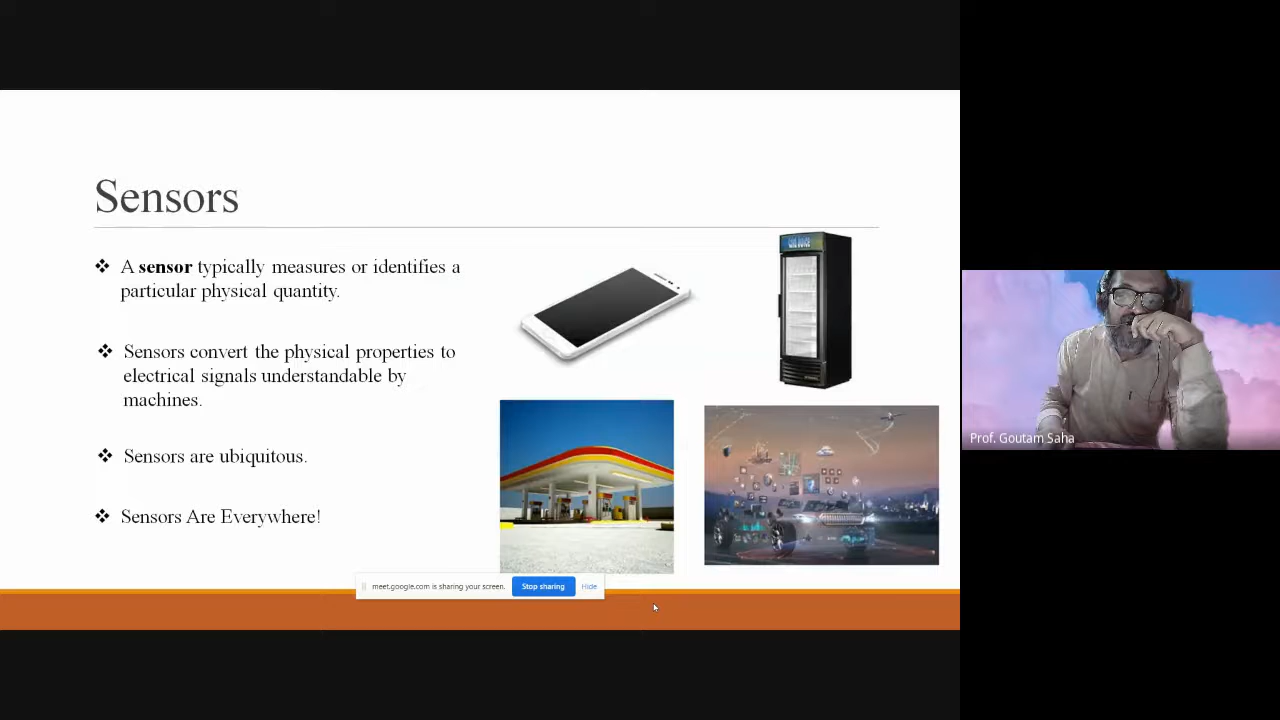 Sensors
❖ A sensor typically measures or identifies a
particular physical quantity.
❖ Sensors convert the physical properties to
electrical signals understandable by
machines.
❖ Sensors are ubiquitous.
❖ Sensors Are Everywhere!
meet.google.com is sharing your screen. Stop sharing Hide
Prof. Goutam Saha